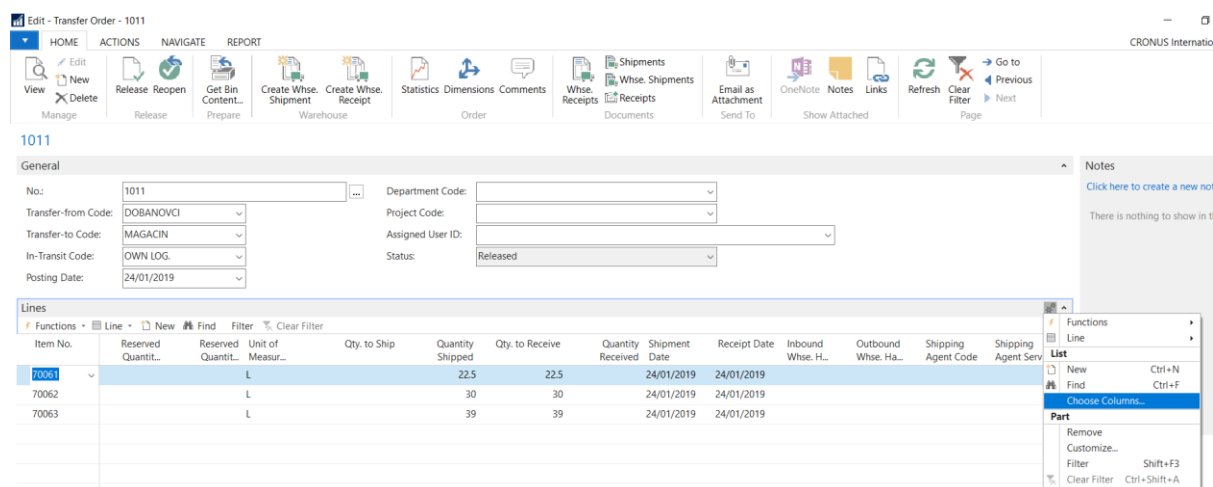 Edit - Transfer Order - 1011
HOME ACTIONS NAVIGATE REPORT
CRONUS Internatio
View
Edit
New
Delete
Manage
Release Reopen
Release
Get Bin Content...
Prepare
Create Whse. Shipment
Create Whse. Receipt
Warehouse
Statistics Dimensions Comments
Order
Whse. Receipts
Shipments
Whse. Shipments
Receipts
Documents
Email as Attachment
Send To
OneNote Notes Links
Show Attached
Refresh
Clear Filter
Go to
Previous
Next
Page
1011
General
No.: 1011 ...
Transfer-from Code: DOBANOVCI
Transfer-to Code: MAGACIN
In-Transit Code: OWN LOG.
Posting Date: 24/01/2019
Department Code:
Project Code:
Assigned User ID:
Status: Released
Notes
Click here to create a new not
There is nothing to show in t
Lines
Functions Line New Find Filter Clear Filter
Item No. Reserved Quantit... Reserved Quantit... Unit of Measur... Qty. to Ship Quantity Shipped Qty. to Receive Quantity Received Shipment Date Receipt Date Inbound Whse. H... Outbound Whse. Ha... Shipping Agent Code Shipping Agent Serv
70061 L 22.5 22.5 24/01/2019 24/01/2019
70062 L 30 30 24/01/2019 24/01/2019
70063 L 39 39 24/01/2019 24/01/2019
Functions
Line
List
New Ctrl+N
Find Ctrl+F
Choose Columns...
Part
Remove
Customize...
Filter Shift+F3
Clear Filter Ctrl+Shift+A